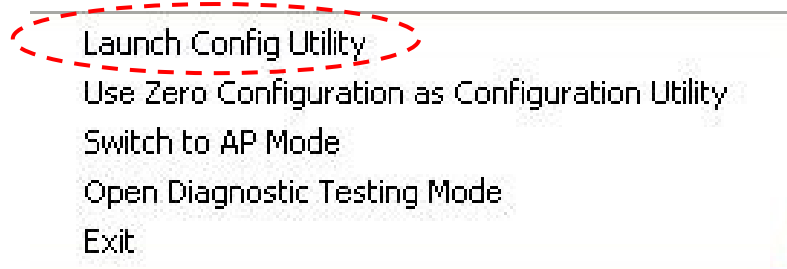 Launch Config Utility
Use Zero Configuration as Configuration Utility
Switch to AP Mode
Open Diagnostic Testing Mode
Exit